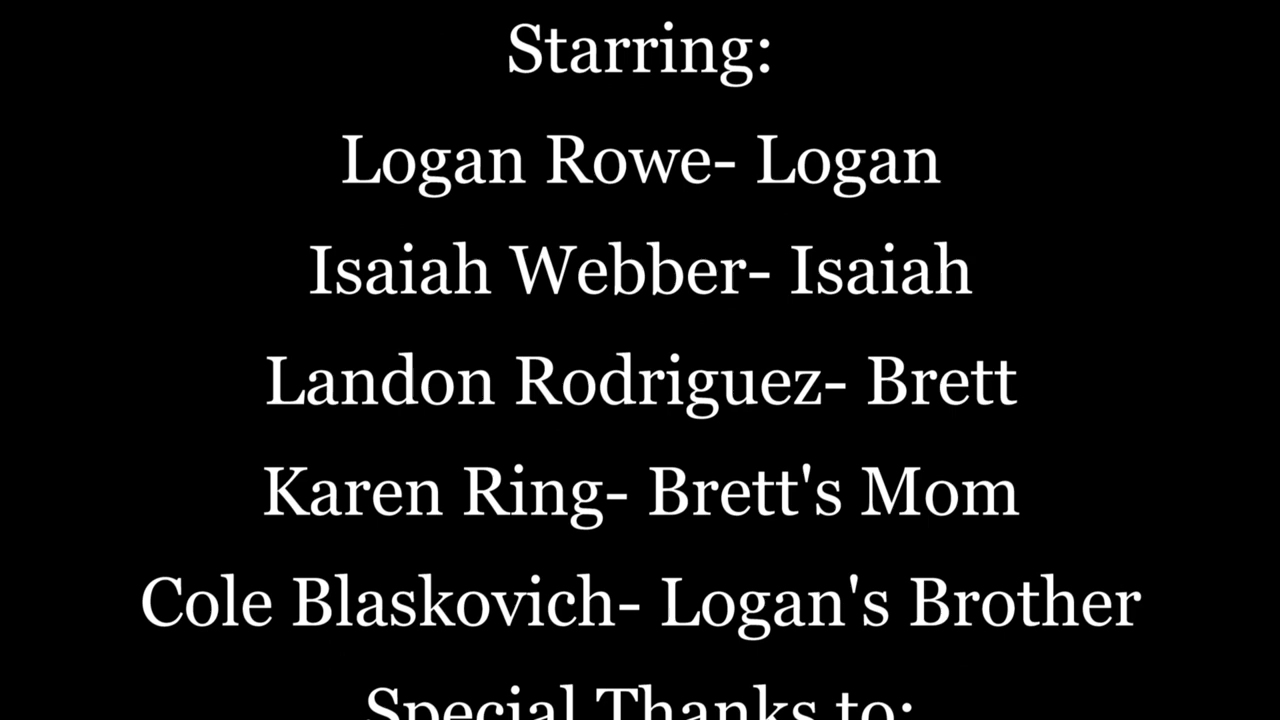 Starring:
Logan Rowe- Logan
Isaiah Webber- Isaiah
Landon Rodriguez- Brett
Karen Ring- Brett's Mom
Cole Blaskovich- Logan's Brother
Special Thanks to: